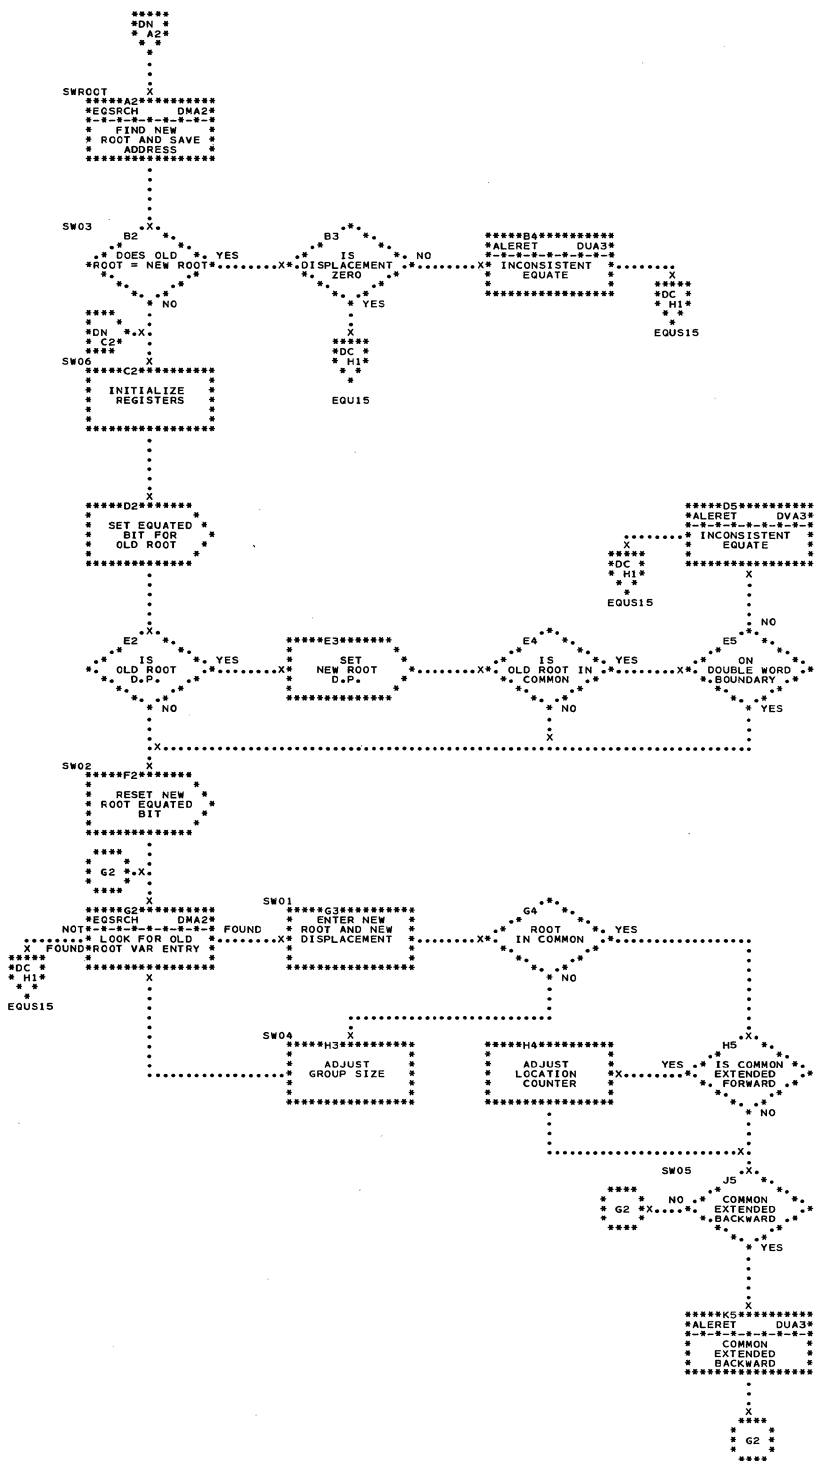 DN
A2
SWROOT
A2
EQSRCH DMA2
FIND NEW
ROOT AND SAVE
ADDRESS
SW03
B2
DOES OLD
ROOT = NEW ROOT
YES
NO
B3
IS
DISPLACEMENT
ZERO
NO
YES
B4
ALERET DUA3
INCONSISTENT
EQUATE
DC
H1
EQUS15
DC
H1
EQU15
DN
C2
SW06
C2
INITIALIZE
REGISTERS
D2
SET EQUATED
BIT FOR
OLD ROOT
D5
ALERET DVA3
INCONSISTENT
EQUATE
DC
H1
EQUS15
NO
E2
IS
OLD ROOT
D.P.
YES
NO
E3
SET
NEW ROOT
D.P.
E4
IS
OLD ROOT IN
COMMON
YES
NO
E5
ON
DOUBLE WORD
BOUNDARY
YES
SW02
F2
RESET NEW
ROOT EQUATED
BIT
G2
G2
EQSRCH DMA2
LOOK FOR OLD
ROOT VAR ENTRY
NOT
FOUND
FOUND
DC
H1
EQUS15
SW01
G3
ENTER NEW
ROOT AND NEW
DISPLACEMENT
G4
ROOT
IN COMMON
YES
NO
SW04
H3
ADJUST
GROUP SIZE
H4
ADJUST
LOCATION
COUNTER
YES
H5
IS COMMON
EXTENDED
FORWARD
NO
SW05
J5
COMMON
EXTENDED
BACKWARD
NO
G2
YES
K5
ALERET DUA3
COMMON
EXTENDED
BACKWARD
G2